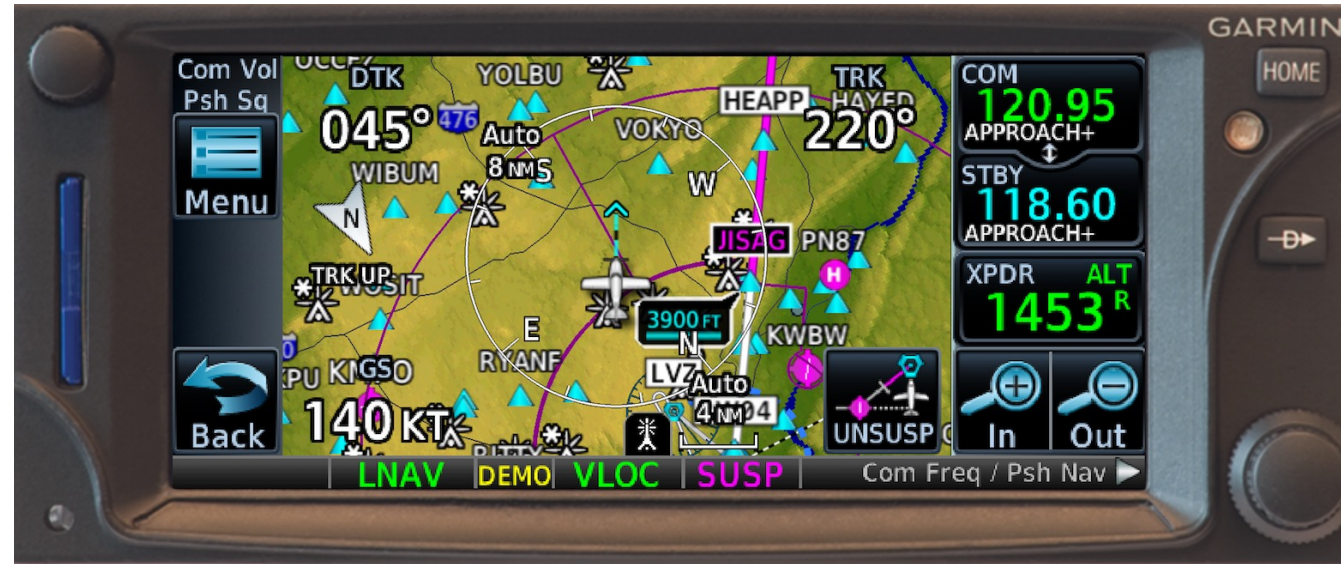 GARMIN
HOME
Com Vol
Psh Sq
Menu
Back
DTK
045°
476
YOLBU
Auto
8 NM
S
VOKYO
HEAPP
HAYED
TRK
220°
WIBUM
N
W
JISAG
PN87
H
TRK UP
E
3900 FT
N
KWBW
RYANF
GS
140 KT
LVZ
Auto
4 NM
UNSUSP
COM
120.95
APPROACH+
STBY
118.60
APPROACH+
XPDR ALT
1453 R
In
Out
D
LNAV DEMO VLOC SUSP Com Freq / Psh Nav